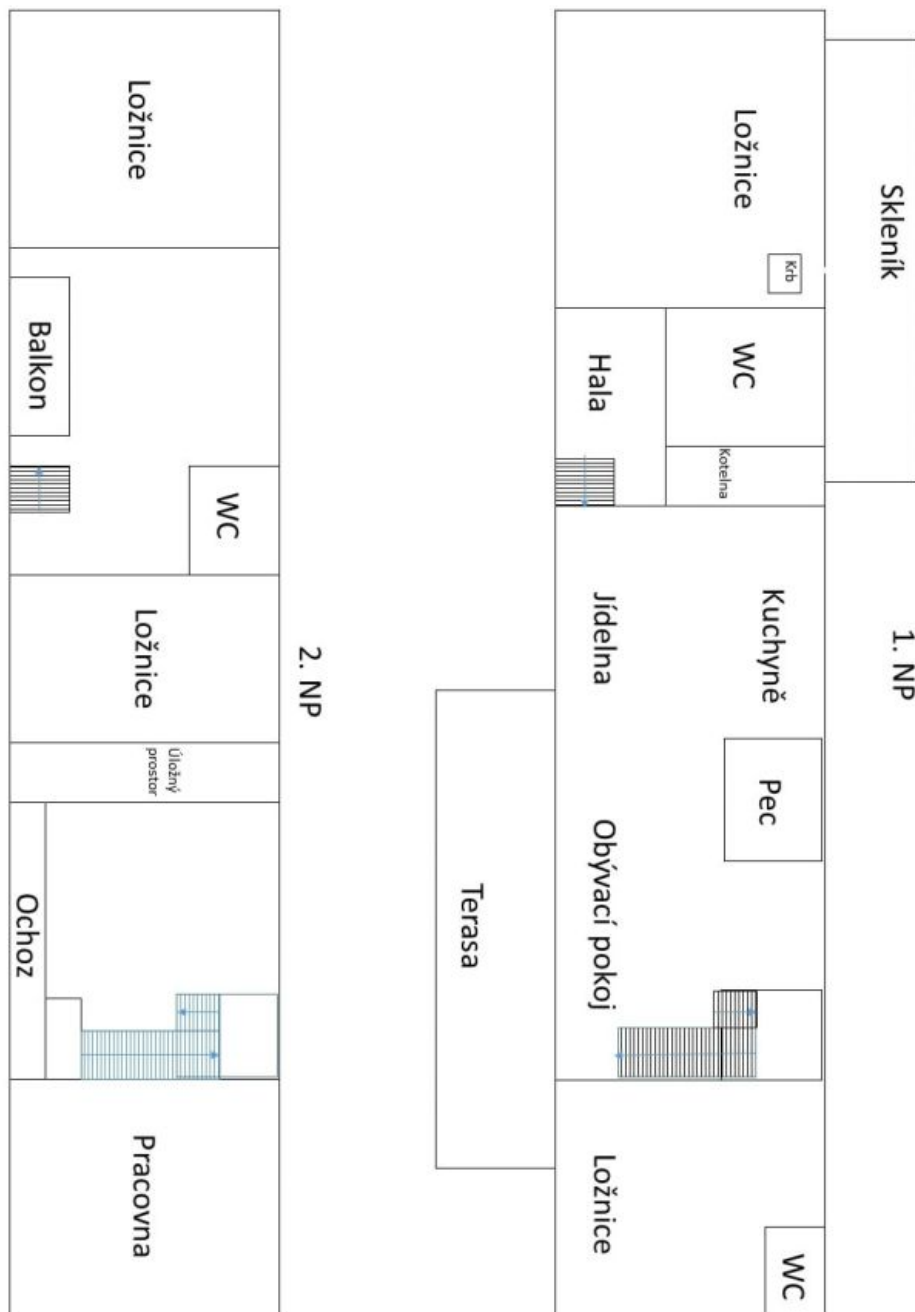 1. NP
Skleník
Ložnice
Krb
WC
Kotelna
Hala
Kuchyně
Jídelna
Pec
Obývací pokoj
Terasa
Ložnice
WC
2. NP
Ložnice
Balkon
WC
Ložnice
Úložný
prostor
Ochoz
Pracovna